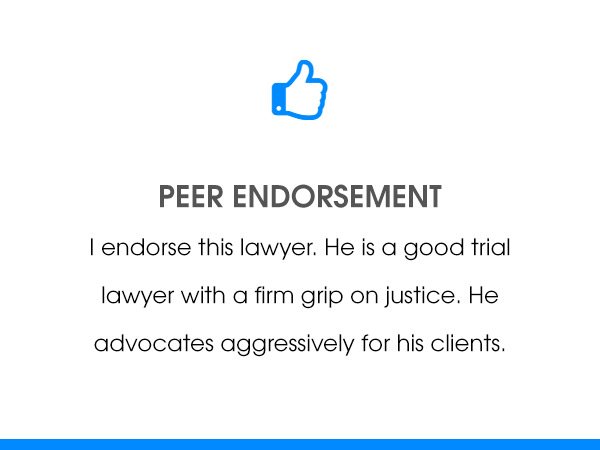 PEER ENDORSEMENT
I endorse this lawyer. He is a good trial
lawyer with a firm grip on justice. He
advocates aggressively for his clients.